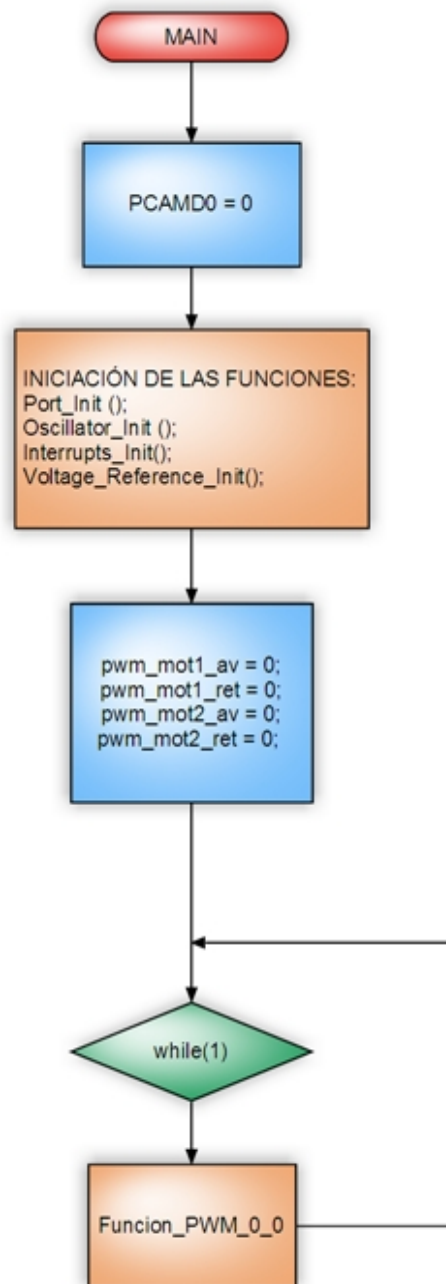 MAIN
PCAMD0 = 0
INICIACIÓN DE LAS FUNCIONES:
Port_Init ();
Oscillator_Init ();
Interrupts_Init();
Voltage_Reference_Init();
pwm_mot1_av = 0;
pwm_mot1_ret = 0;
pwm_mot2_av = 0;
pwm_mot2_ret = 0;
while(1)
Funcion_PWM_0_0